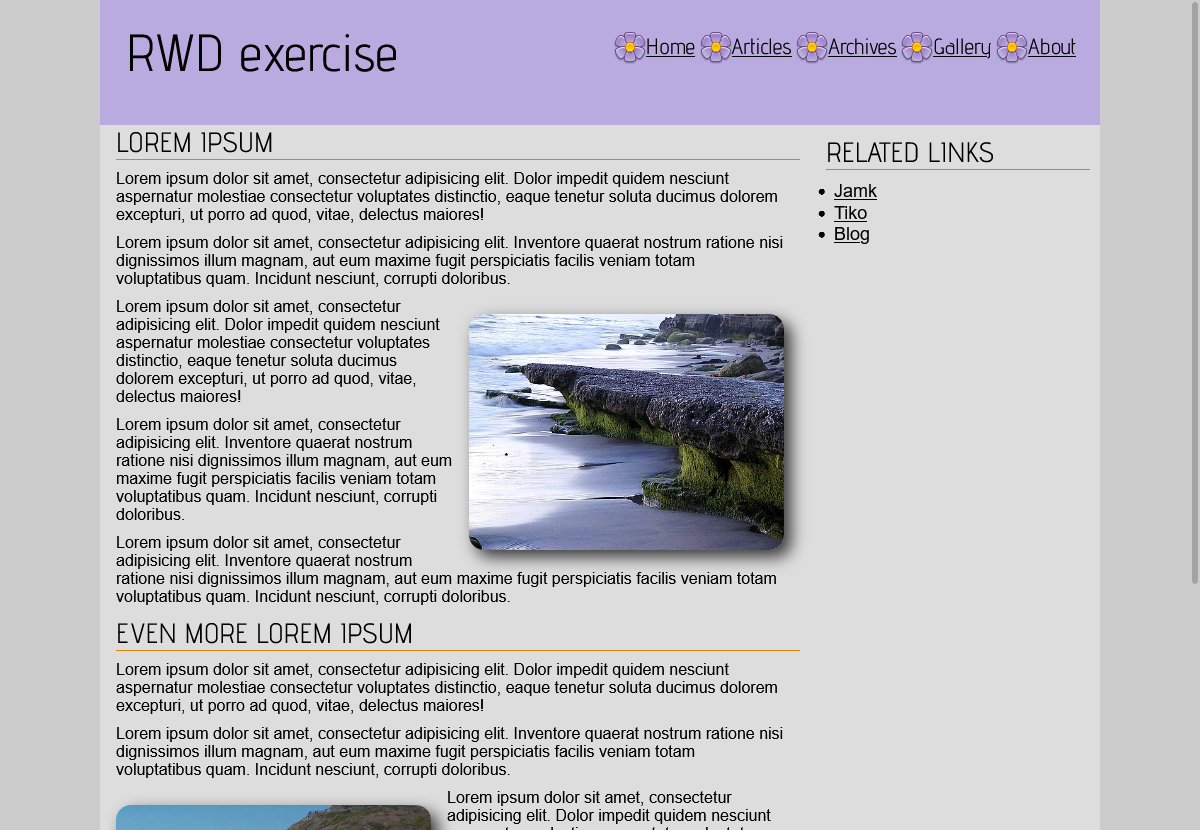 RWD exercise
Home Articles Archives Gallery About
LOREM IPSUM
Lorem ipsum dolor sit amet, consectetur adipisicing elit. Dolor impedit quidem nesciunt
aspernatur molestiae consectetur voluptates distinctio, eaque tenetur soluta ducimus dolorem
excepturi, ut porro ad quod, vitae, delectus maiores!
Lorem ipsum dolor sit amet, consectetur adipisicing elit. Inventore quaerat nostrum ratione nisi
dignissimos illum magnam, aut eum maxime fugit perspiciatis facilis veniam totam
voluptatibus quam. Incidunt nesciunt, corrupti doloribus.
Lorem ipsum dolor sit amet, consectetur
adipisicing elit. Dolor impedit quidem nesciunt
aspernatur molestiae consectetur voluptates
distinctio, eaque tenetur soluta ducimus
dolorem excepturi, ut porro ad quod, vitae,
delectus maiores!
Lorem ipsum dolor sit amet, consectetur
adipisicing elit. Inventore quaerat nostrum
ratione nisi dignissimos illum magnam, aut eum
maxime fugit perspiciatis facilis veniam totam
voluptatibus quam. Incidunt nesciunt, corrupti
doloribus.
Lorem ipsum dolor sit amet, consectetur
adipisicing elit. Inventore quaerat nostrum
ratione nisi dignissimos illum magnam, aut eum maxime fugit perspiciatis facilis veniam totam
voluptatibus quam. Incidunt nesciunt, corrupti doloribus.
EVEN MORE LOREM IPSUM
Lorem ipsum dolor sit amet, consectetur adipisicing elit. Dolor impedit quidem nesciunt
aspernatur molestiae consectetur voluptates distinctio, eaque tenetur soluta ducimus dolorem
excepturi, ut porro ad quod, vitae, delectus maiores!
Lorem ipsum dolor sit amet, consectetur adipisicing elit. Inventore quaerat nostrum ratione nisi
dignissimos illum magnam, aut eum maxime fugit perspiciatis facilis veniam totam
voluptatibus quam. Incidunt nesciunt, corrupti doloribus.
Lorem ipsum dolor sit amet, consectetur
adipisicing elit. Dolor impedit quidem nesciunt
RELATED LINKS
Jamk
Tiko
Blog